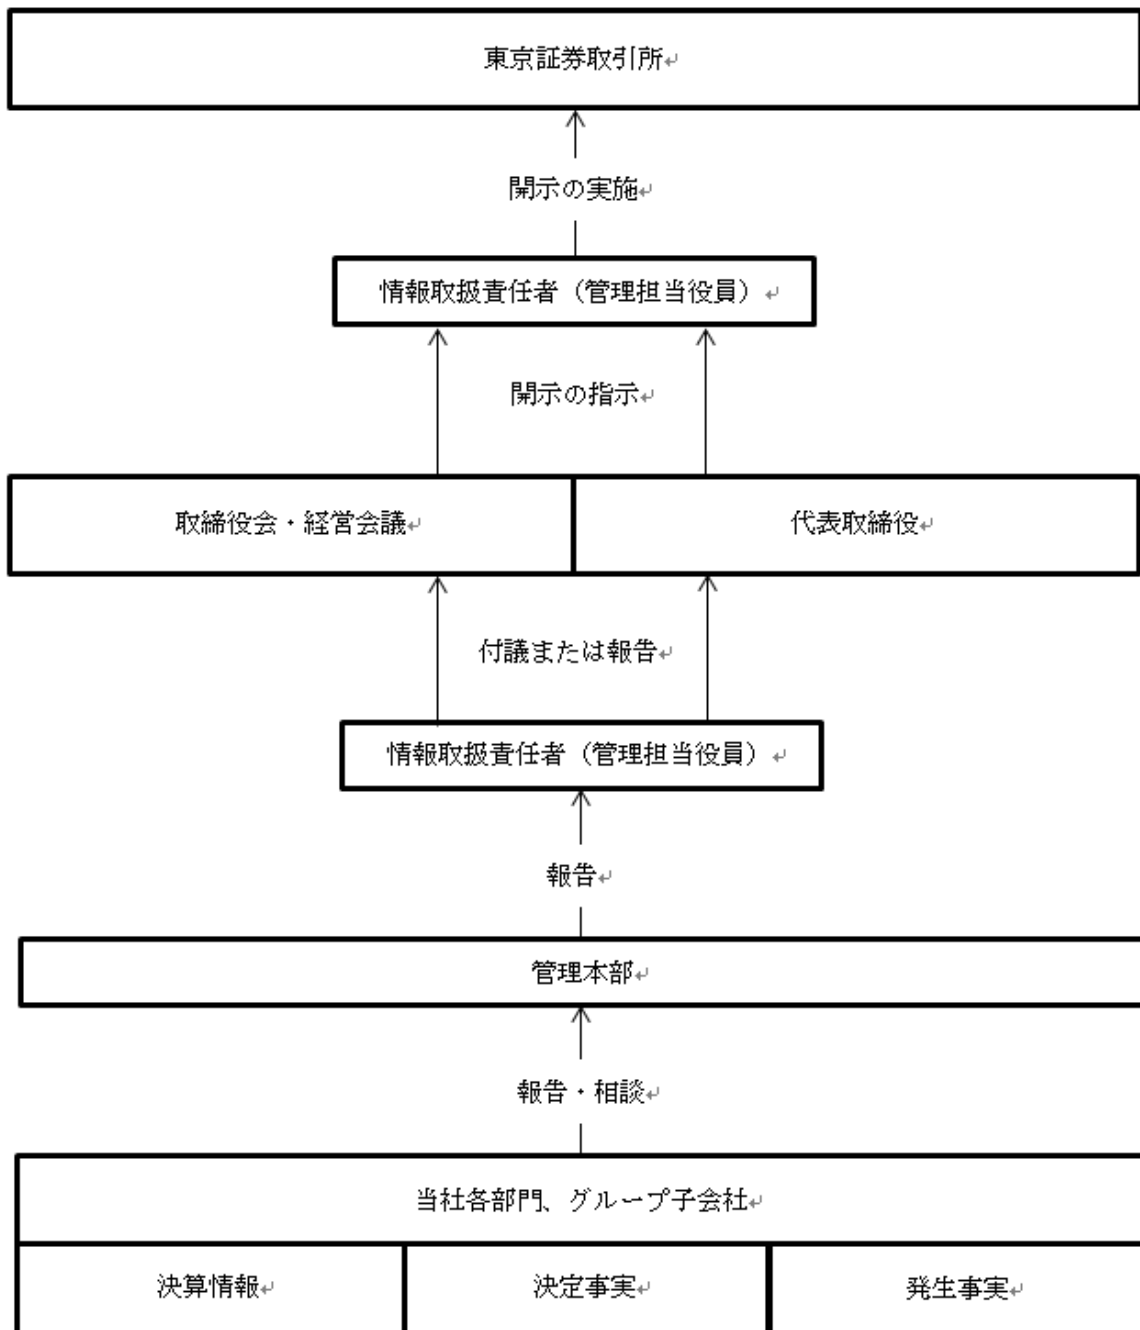 東京証券取引所↵
開示の実施↵
情報取扱責任者（管理担当役員）↵
開示の指示↵
取締役会・経営会議↵
代表取締役↵
付議または報告↵
情報取扱責任者（管理担当役員）↵
報告↵
管理本部↵
報告・相談↵
当社各部門、グループ子会社↵
決算情報↵
決定事実↵
発生事実↵